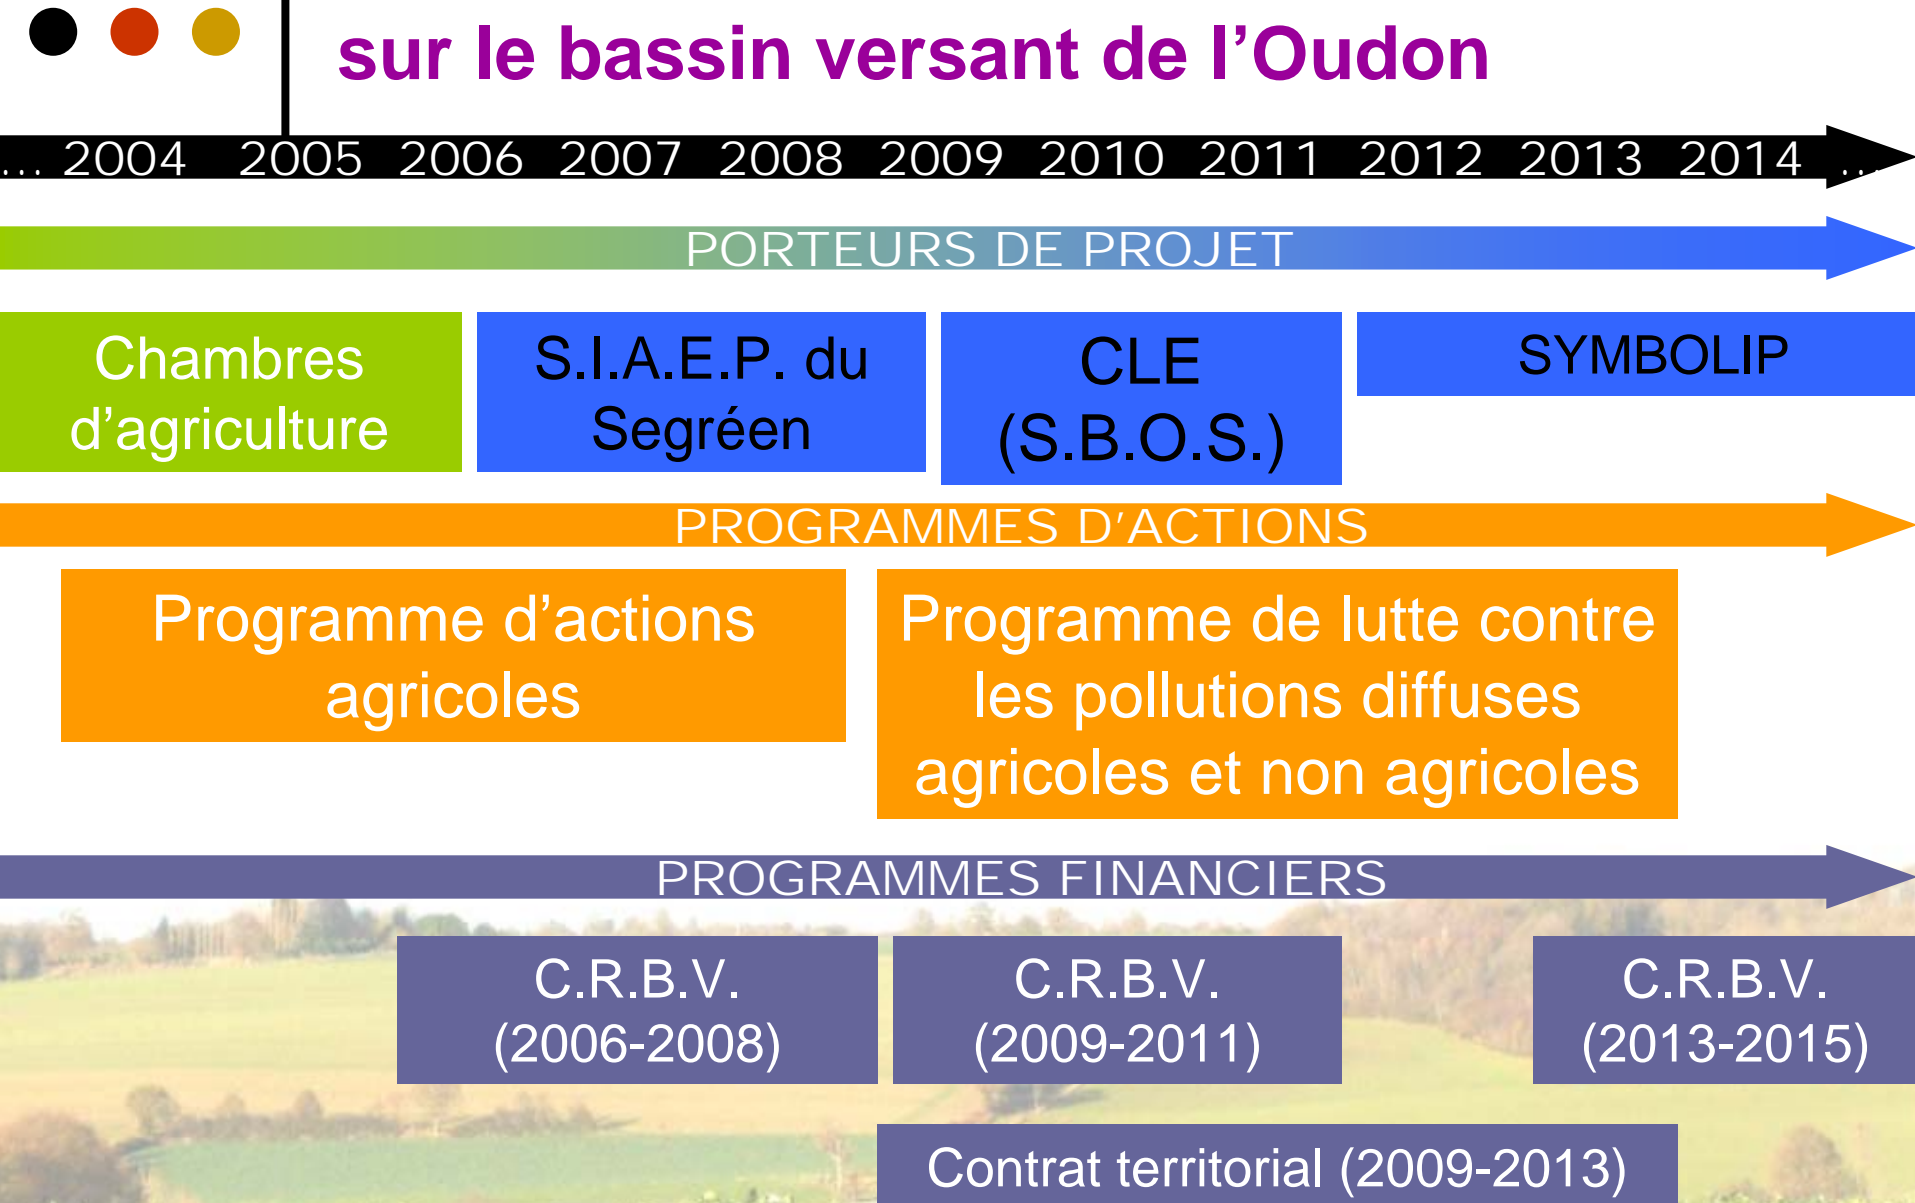 sur le bassin versant de l’Oudon
... 2004 2005 2006 2007 2008 2009 2010 2011 2012 2013 2014 ...
PORTEURS DE PROJET
Chambres
d’agriculture
S.I.A.E.P. du
Segréen
CLE
(S.B.O.S.)
SYMBOLIP
PROGRAMMES D’ACTIONS
Programme d’actions
agricoles
Programme de lutte contre
les pollutions diffuses
agricoles et non agricoles
PROGRAMMES FINANCIERS
C.R.B.V.
(2006-2008)
C.R.B.V.
(2009-2011)
C.R.B.V.
(2013-2015)
Contrat territorial (2009-2013)